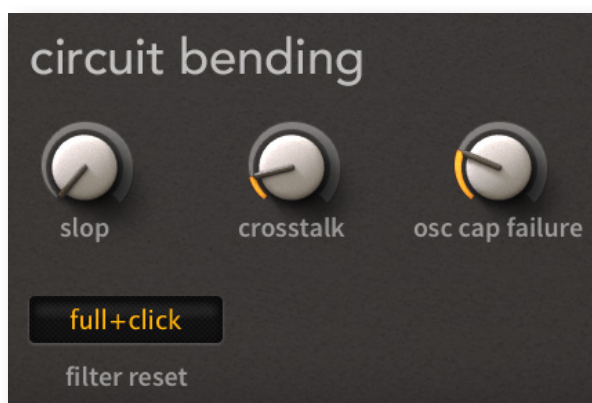 circuit bending
slop crosstalk osc cap failure
full+click
filter reset